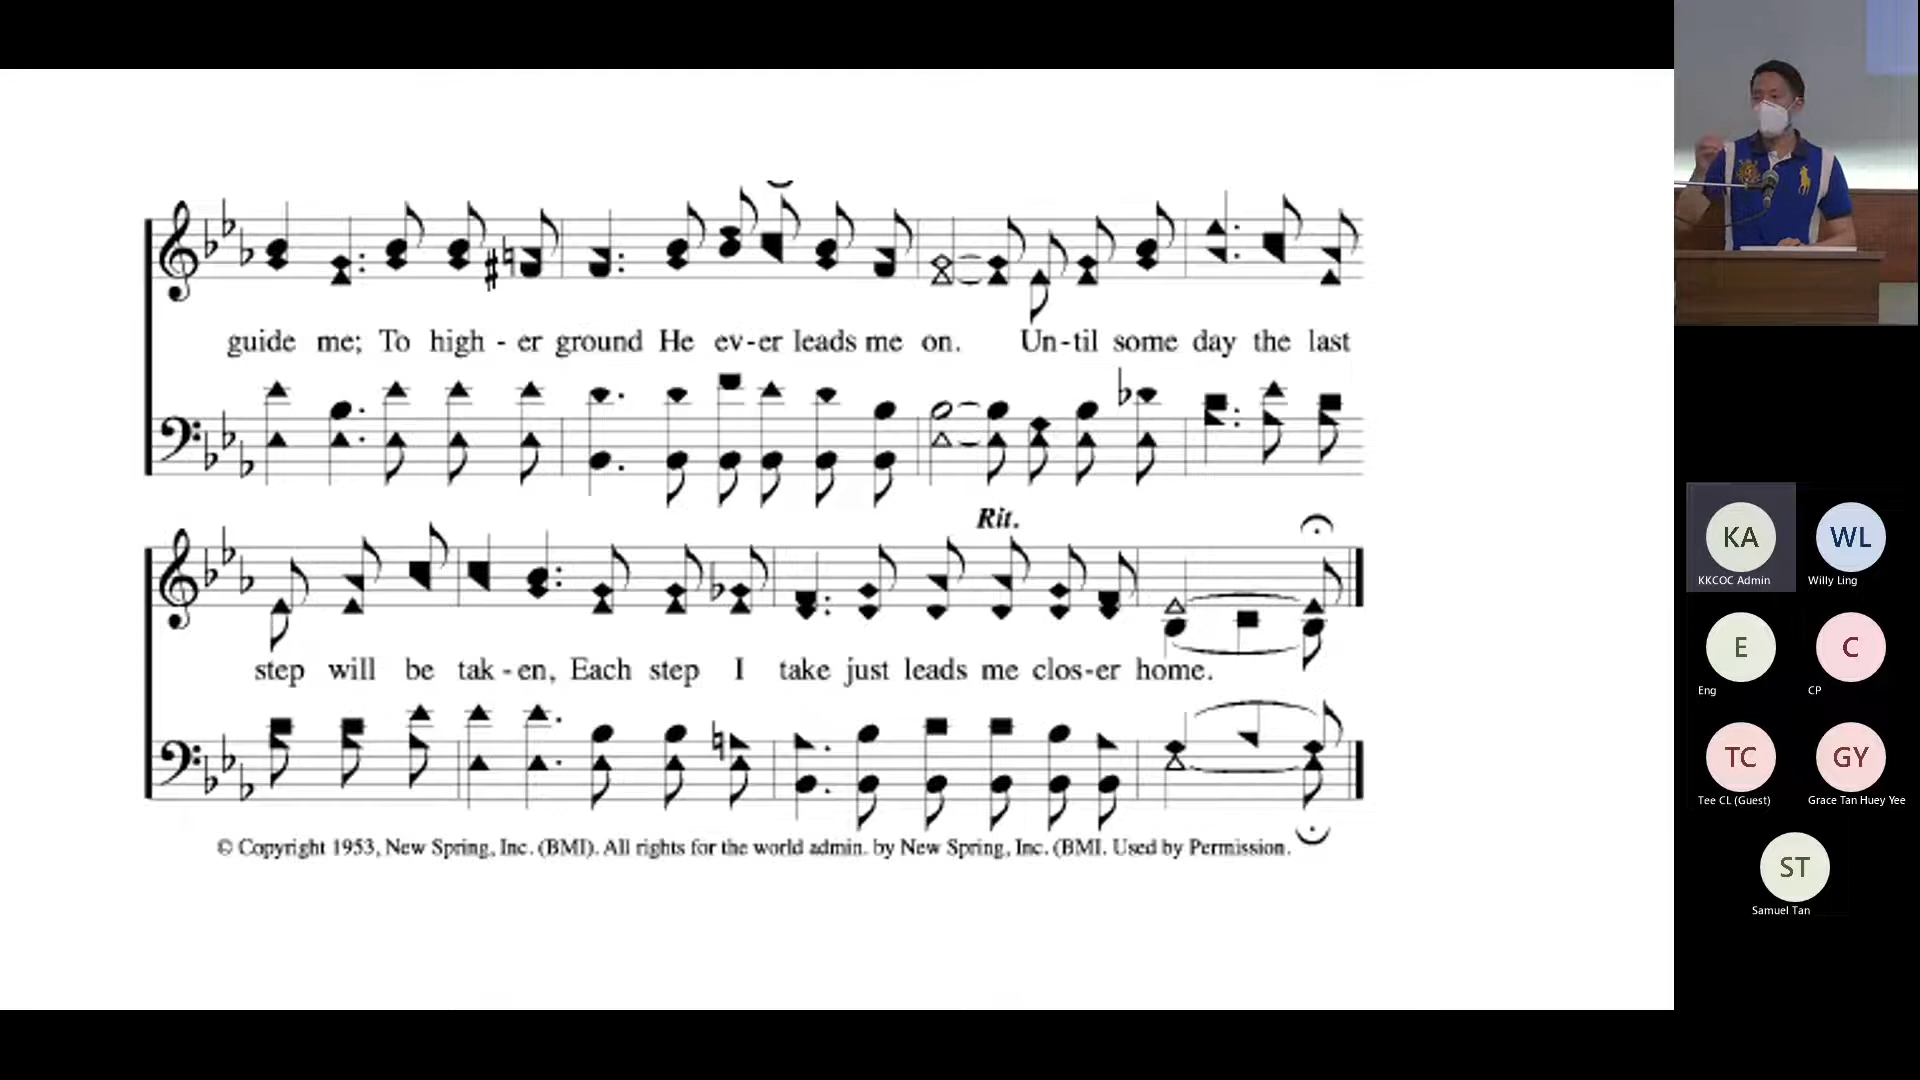 guide me; To high - er ground He ev-er leads me on. Un-til some day the last
Rit.
step will be tak - en, Each step I take just leads me clos-er home.
© Copyright 1953, New Spring, Inc. (BMI). All rights for the world admin. by New Spring, Inc. (BMI. Used by Permission.
KA WL
KKCOC Admin Willy Ling
E C
Eng CP
TC GY
Tee CL (Guest) Grace Tan Huey Yee
ST
Samuel Tan